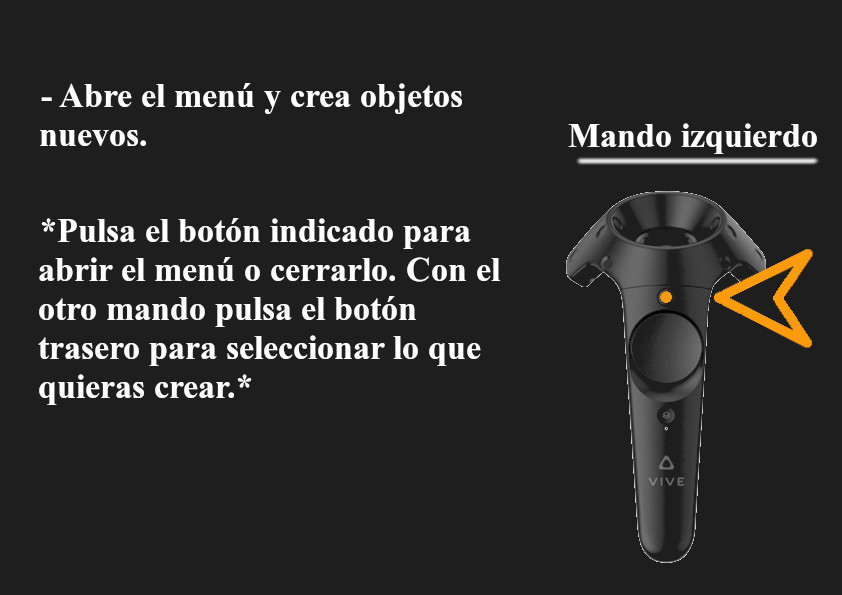 - Abre el menú y crea objetos
nuevos.
Mando izquierdo
*Pulsa el botón indicado para
abrir el menú o cerrarlo. Con el
otro mando pulsa el botón
trasero para seleccionar lo que
quieras crear.*
VIVE